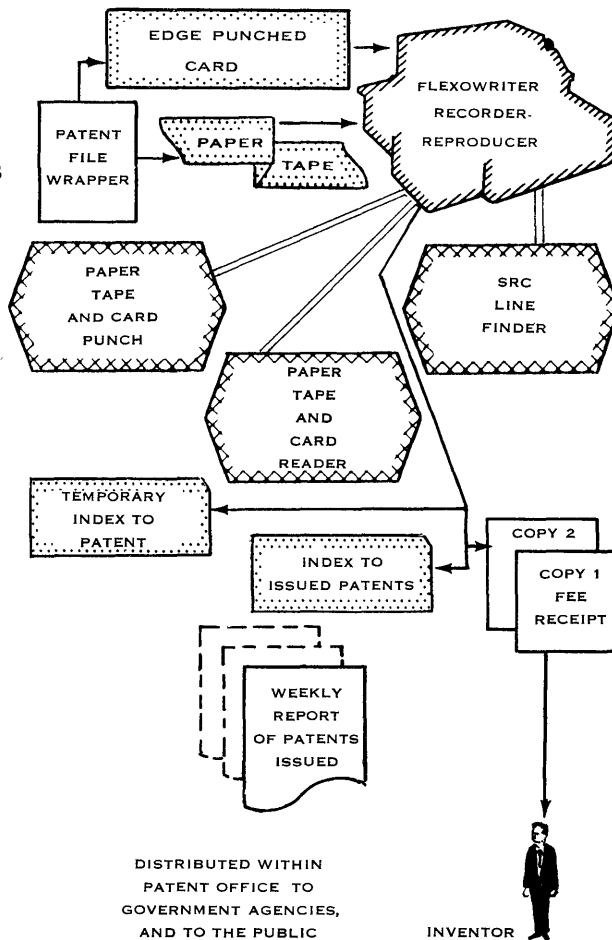 EDGE PUNCHED
CARD
FLEXOWRITER
RECORDER-
REPRODUCER
PATENT
FILE
WRAPPER
PAPER
TAPE
PAPER
TAPE
AND CARD
PUNCH
SRC
LINE
FINDER
PAPER
TAPE
AND
CARD
READER
TEMPORARY
INDEX TO
PATENT
INDEX TO
ISSUED PATENTS
COPY 2
COPY 1
FEE
RECEIPT
WEEKLY
REPORT
OF PATENTS
ISSUED
DISTRIBUTED WITHIN
PATENT OFFICE TO
GOVERNMENT AGENCIES,
AND TO THE PUBLIC
INVENTOR